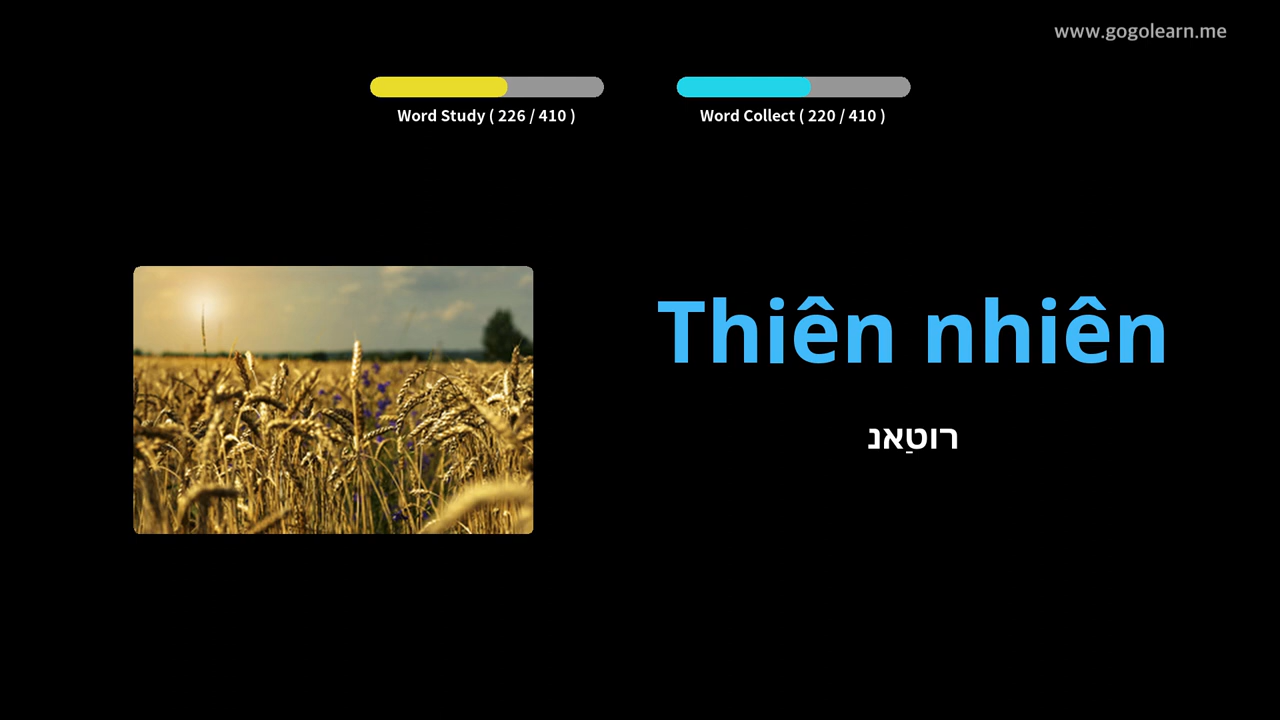 www.gogolearn.me
Word Study ( 226 / 410 )
Word Collect ( 220 / 410 )
Thiên nhiên
רוטַאנ